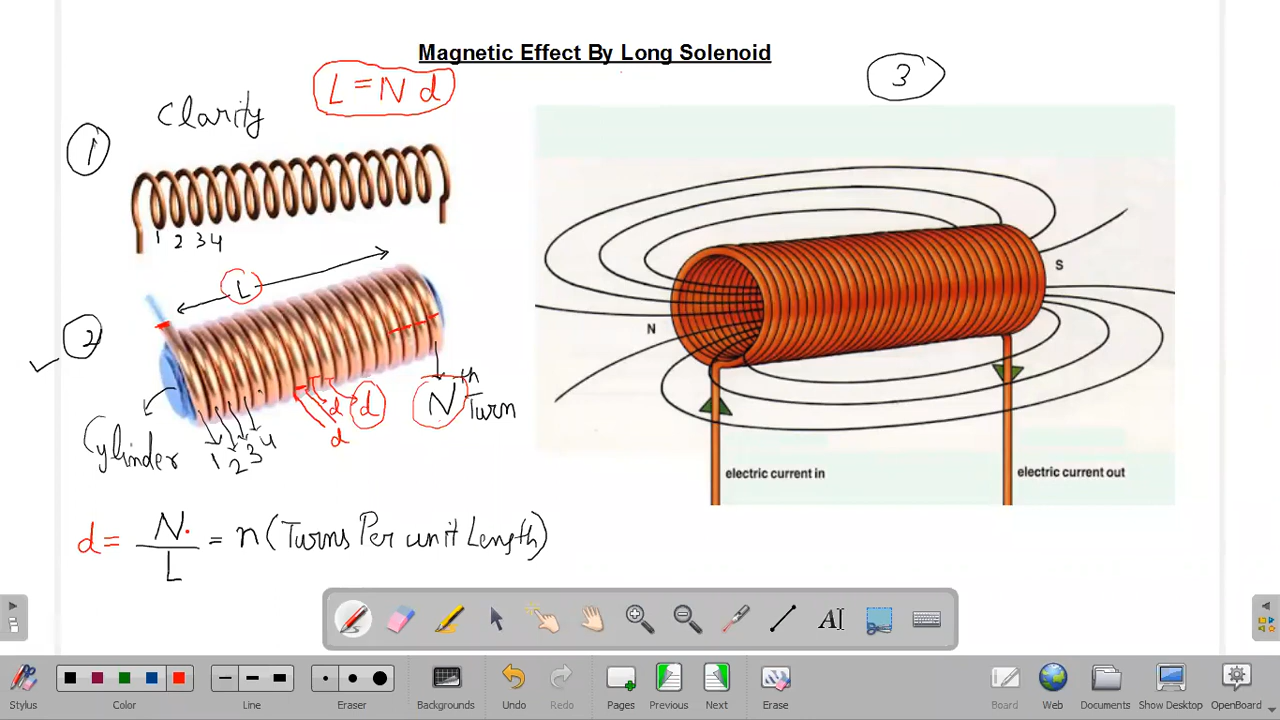 Magnetic Effect By Long Solenoid
L = N d
3
Clarity
1
1 2 3 4
L
2
N
S
Cylinder
1 2 3 4
d d
d
Nth Turn
electric current in
electric current out
d = N/L = n (Turns Per unit Length)
Stylus
Color
Line
Eraser
Backgrounds
Undo
Redo
Pages
Previous
Next
Erase
Board
Web
Documents
Show Desktop
OpenBoard